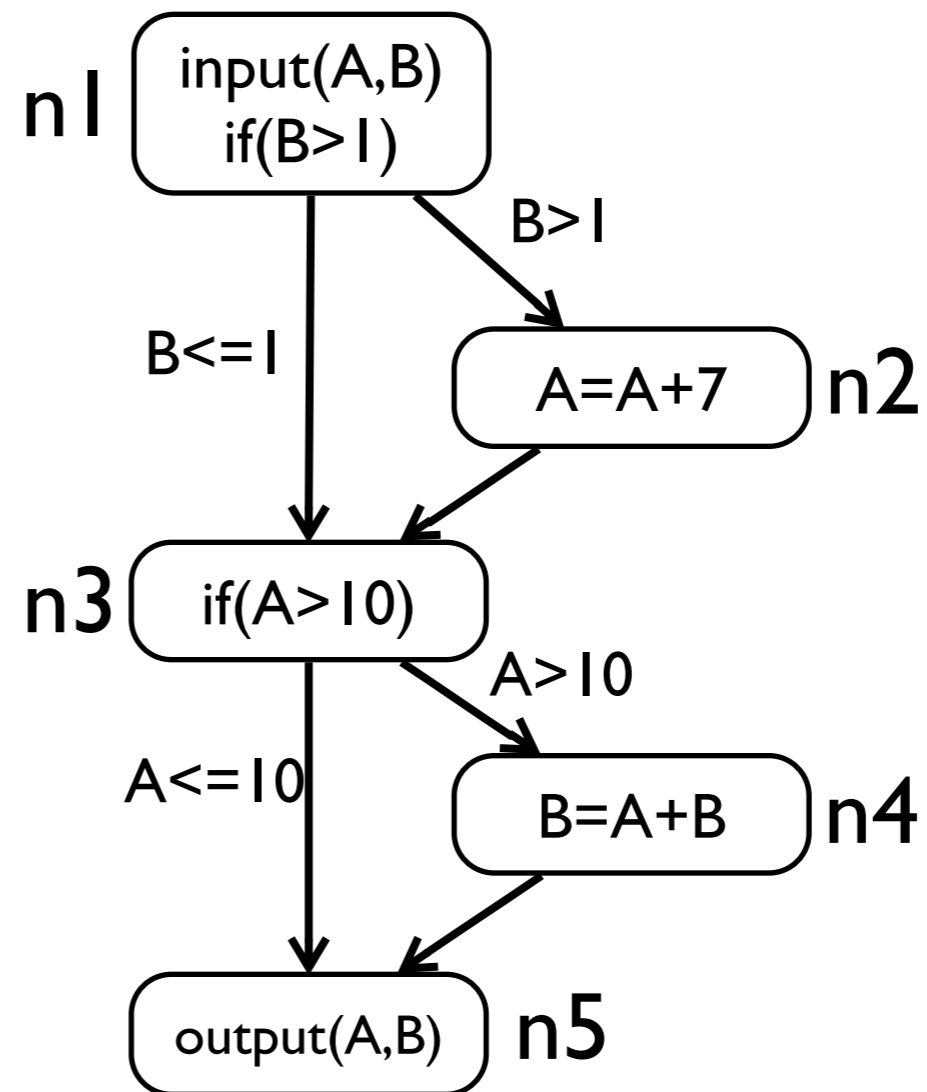 n1
input(A,B)
if(B>1)
B>1
B<=1
A=A+7
n2
n3
if(A>10)
A>10
A<=10
B=A+B
n4
output(A,B)
n5